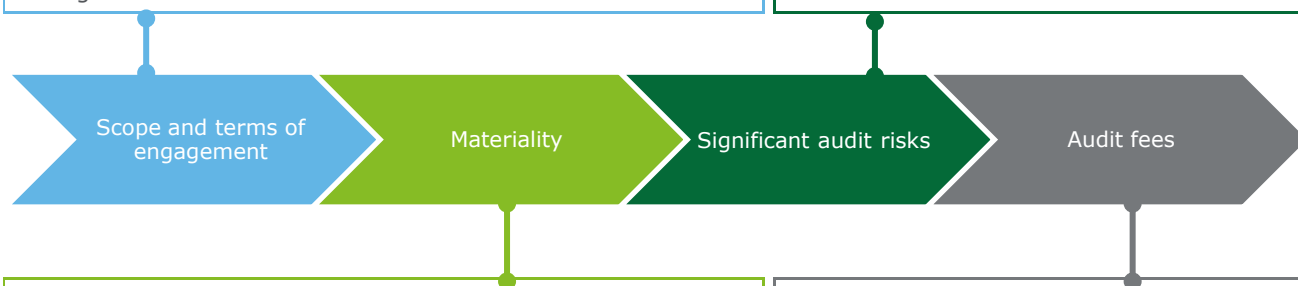 Scope and terms of
engagement
Materiality
Significant audit risks
Audit fees